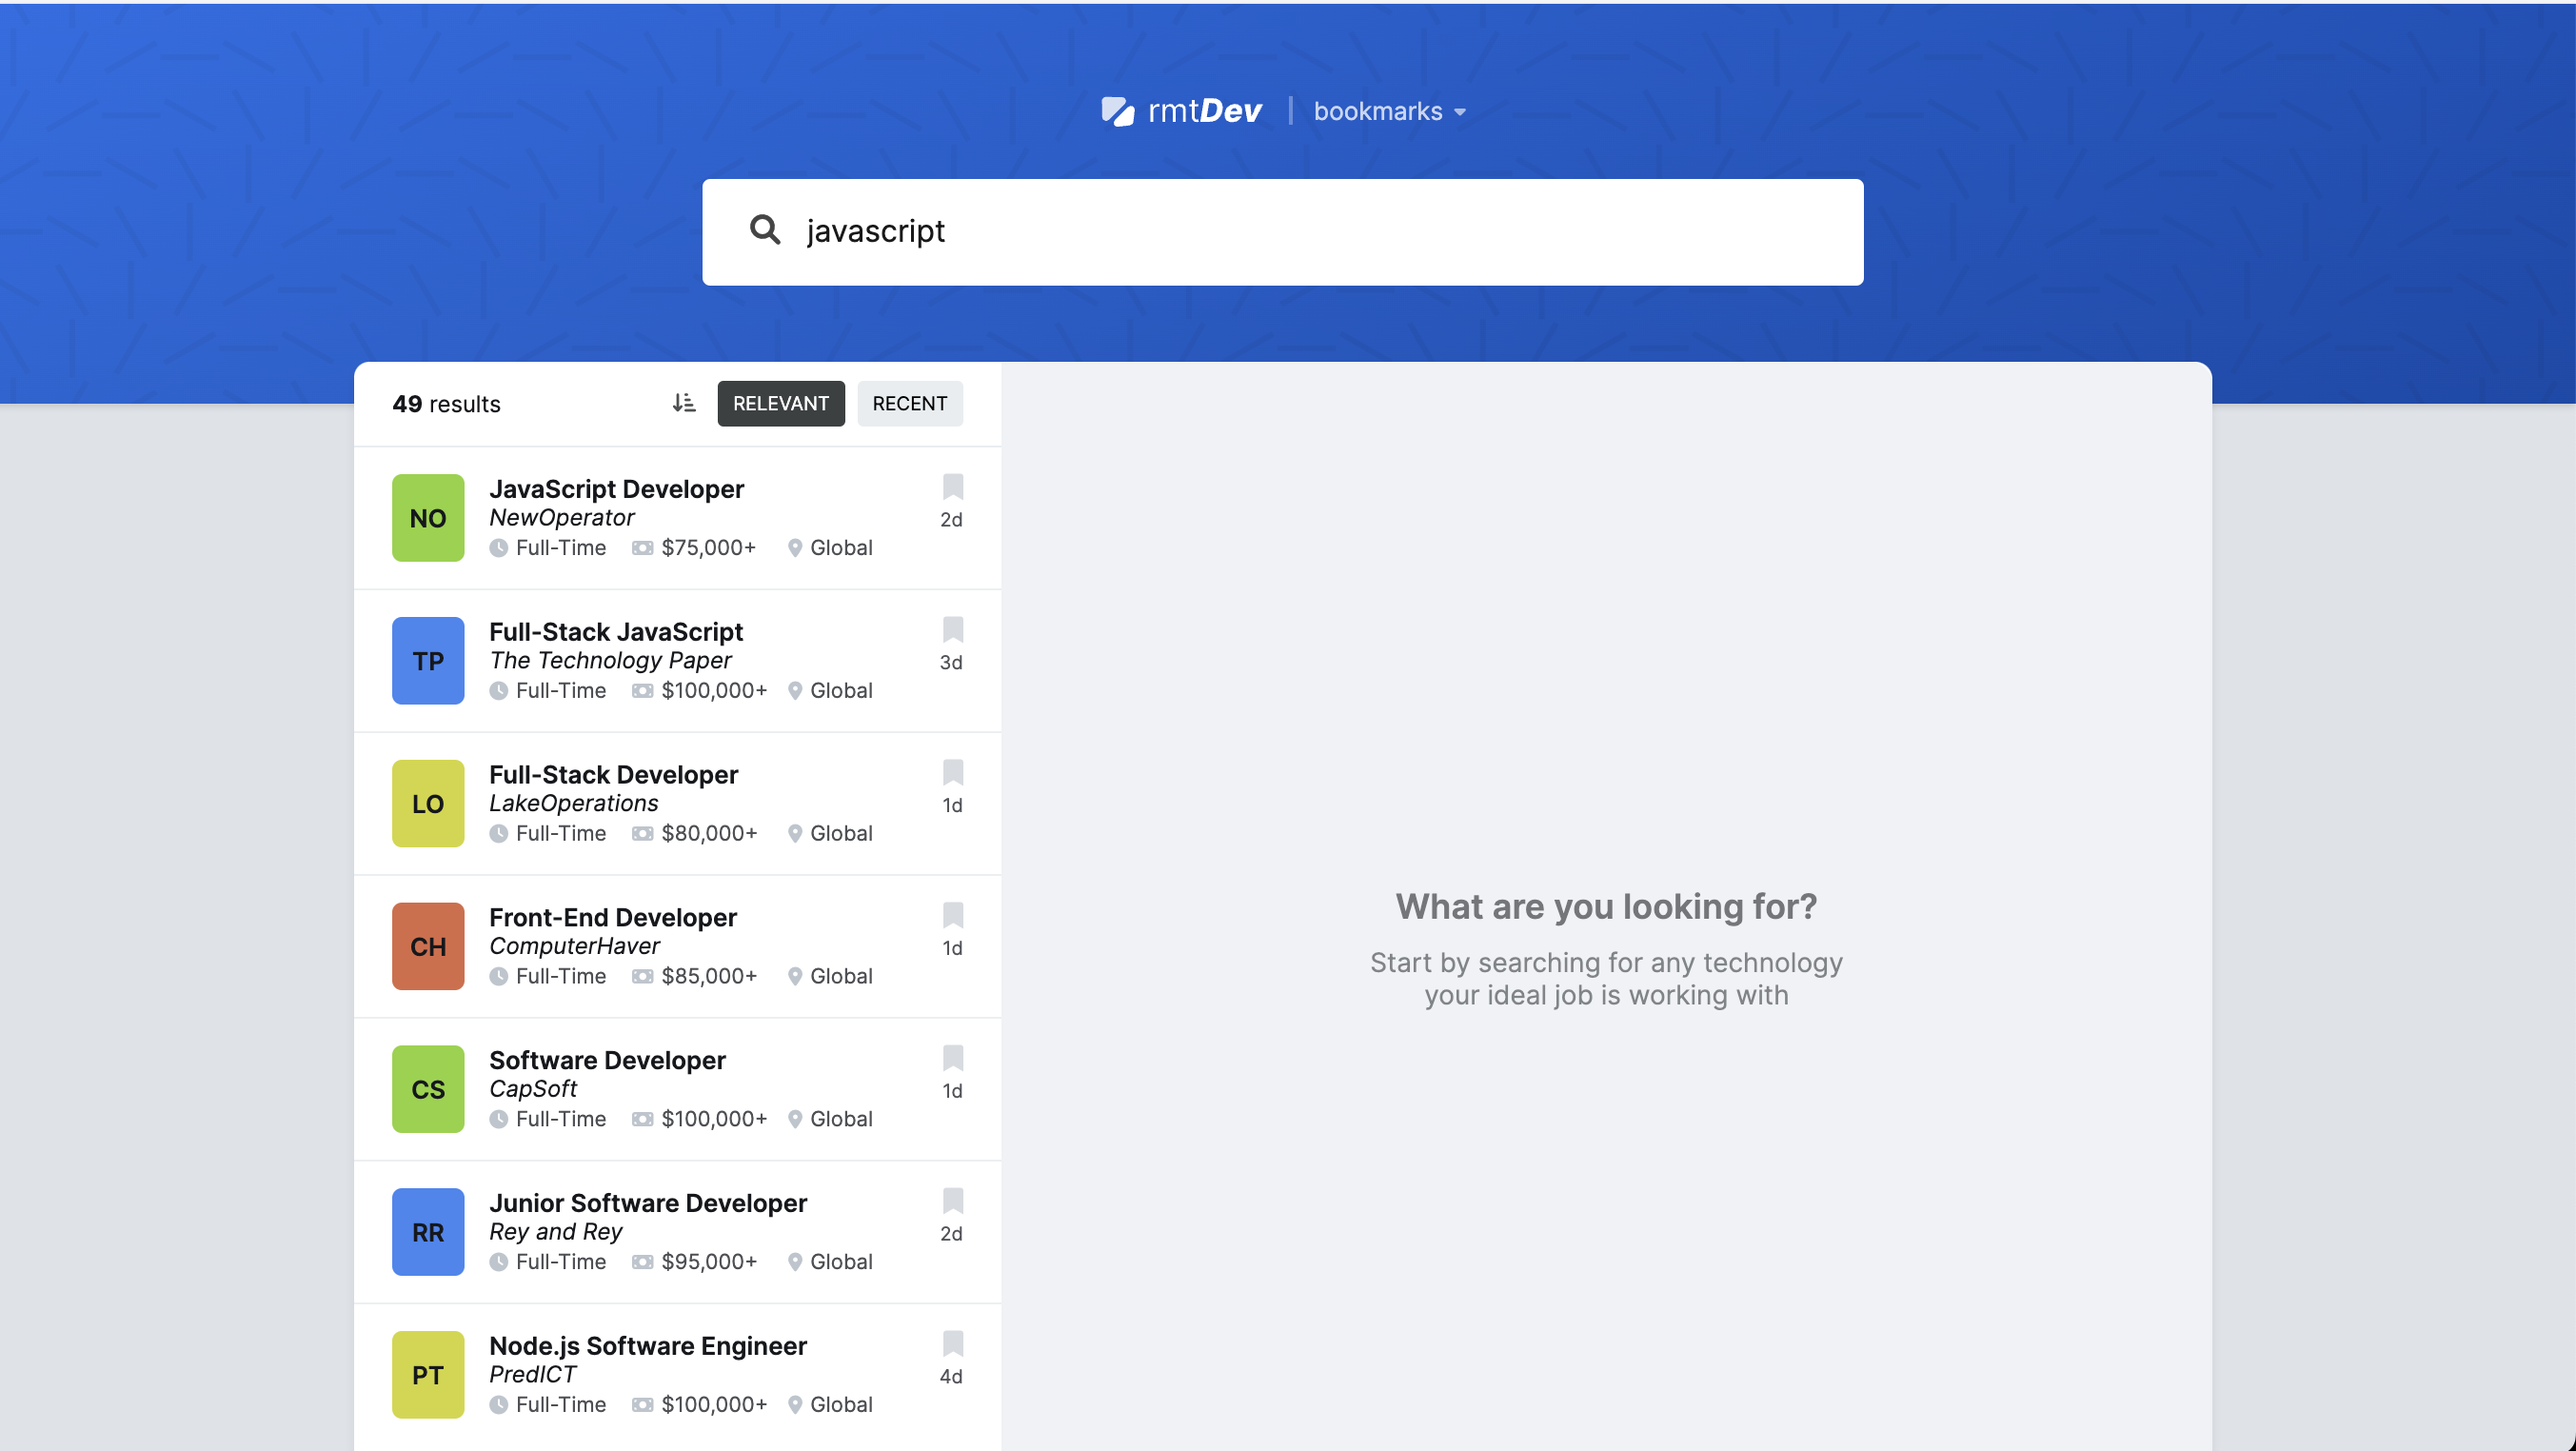 rmtDev | bookmarks
javascript
49 results RELEVANT RECENT
NO JavaScript Developer
NewOperator 2d
Full-Time $75,000+ Global
TP Full-Stack JavaScript
The Technology Paper 3d
Full-Time $100,000+ Global
LO Full-Stack Developer
LakeOperations 1d
Full-Time $80,000+ Global
CH Front-End Developer
ComputerHaver 1d
Full-Time $85,000+ Global
CS Software Developer
CapSoft 1d
Full-Time $100,000+ Global
RR Junior Software Developer
Rey and Rey 2d
Full-Time $95,000+ Global
PT Node.js Software Engineer
PredICT 4d
Full-Time $100,000+ Global
What are you looking for?
Start by searching for any technology
your ideal job is working with